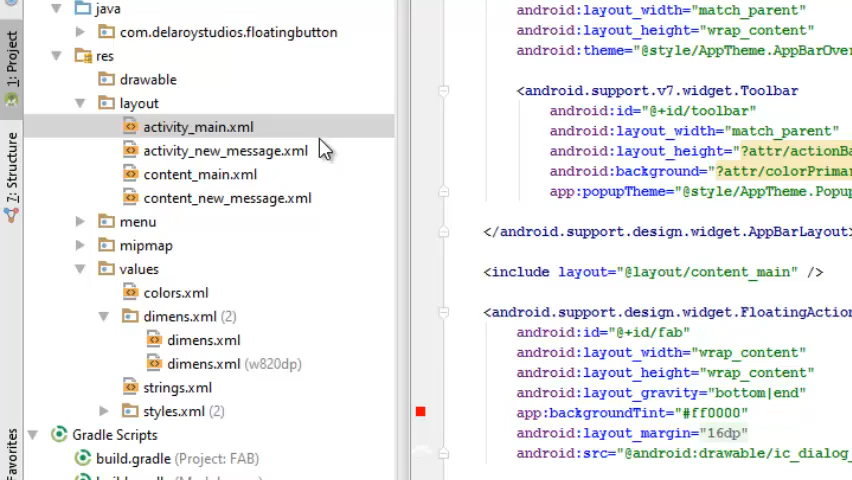 1: Project
7: Structure
Favorites
java
com.delaroystudios.floatingbutton
res
drawable
layout
activity_main.xml
activity_new_message.xml
content_main.xml
content_new_message.xml
menu
mipmap
values
colors.xml
dimens.xml (2)
dimens.xml
dimens.xml (w820dp)
strings.xml
styles.xml (2)
Gradle Scripts
build.gradle (Project: FAB)
android:layout_width="match_parent"
android:layout_height="wrap_content"
android:theme="@style/AppTheme.AppBarOver
<android.support.v7.widget.Toolbar
android:id="@+id/toolbar"
android:layout_width="match_parent"
android:layout_height="?attr/actionBa
android:background="?attr/colorPrimar
app:popupTheme="@style/AppTheme.Popup
</android.support.design.widget.AppBarLayout>
<include layout="@layout/content_main" />
<android.support.design.widget.FloatingAction
android:id="@+id/fab"
android:layout_width="wrap_content"
android:layout_height="wrap_content"
android:layout_gravity="bottom|end"
app:backgroundTint="#ff0000"
android:layout_margin="16dp"
android:src="@android:drawable/ic_dialog_